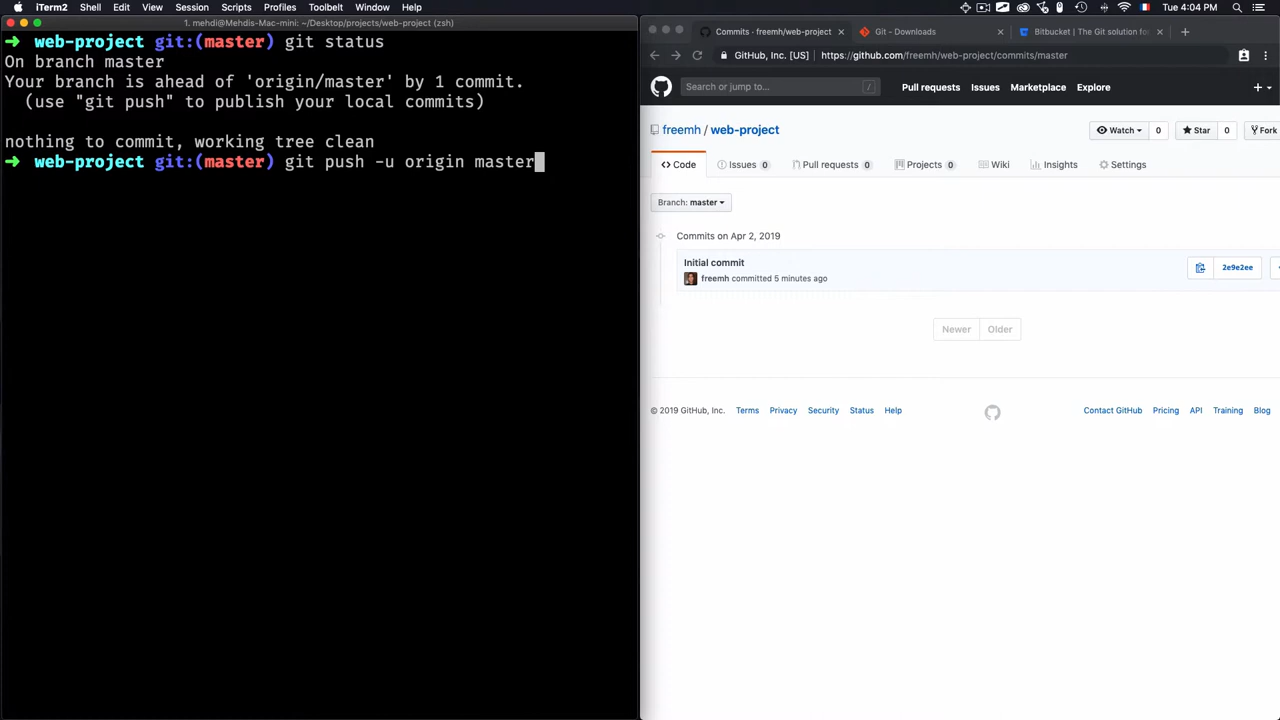 iTerm2 Shell Edit View Session Scripts Profiles Toolbelt Window Help
Tue 4:04 PM
1. mehdi@Mehdis-Mac-mini: ~/Desktop/projects/web-project (zsh)
➜ web-project git:(master) git status
On branch master
Your branch is ahead of 'origin/master' by 1 commit.
(use "git push" to publish your local commits)
nothing to commit, working tree clean
➜ web-project git:(master) git push -u origin master
Commits · freemh/web-project
Git - Downloads
Bitbucket | The Git solution fo
GitHub, Inc. [US] https://github.com/freemh/web-project/commits/master
Search or jump to... /
Pull requests Issues Marketplace Explore
freemh / web-project
Watch 0 Star 0 Fork
Code Issues 0 Pull requests 0 Projects 0 Wiki Insights Settings
Branch: master
Commits on Apr 2, 2019
Initial commit
freemh committed 5 minutes ago
2e9e2ee
Newer Older
© 2019 GitHub, Inc. Terms Privacy Security Status Help
Contact GitHub Pricing API Training Blog